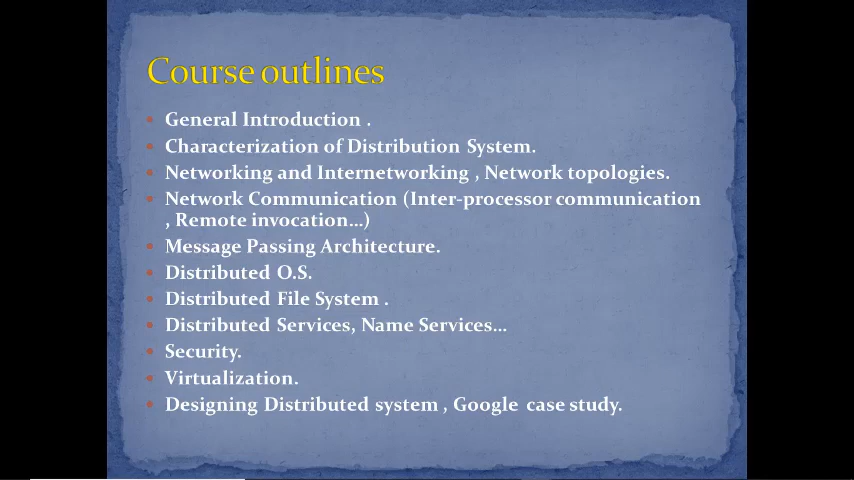 Course outlines
General Introduction .
Characterization of Distribution System.
Networking and Internetworking , Network topologies.
Network Communication (Inter-processor communication
, Remote invocation...)
Message Passing Architecture.
Distributed O.S.
Distributed File System .
Distributed Services, Name Services...
Security.
Virtualization.
Designing Distributed system , Google case study.